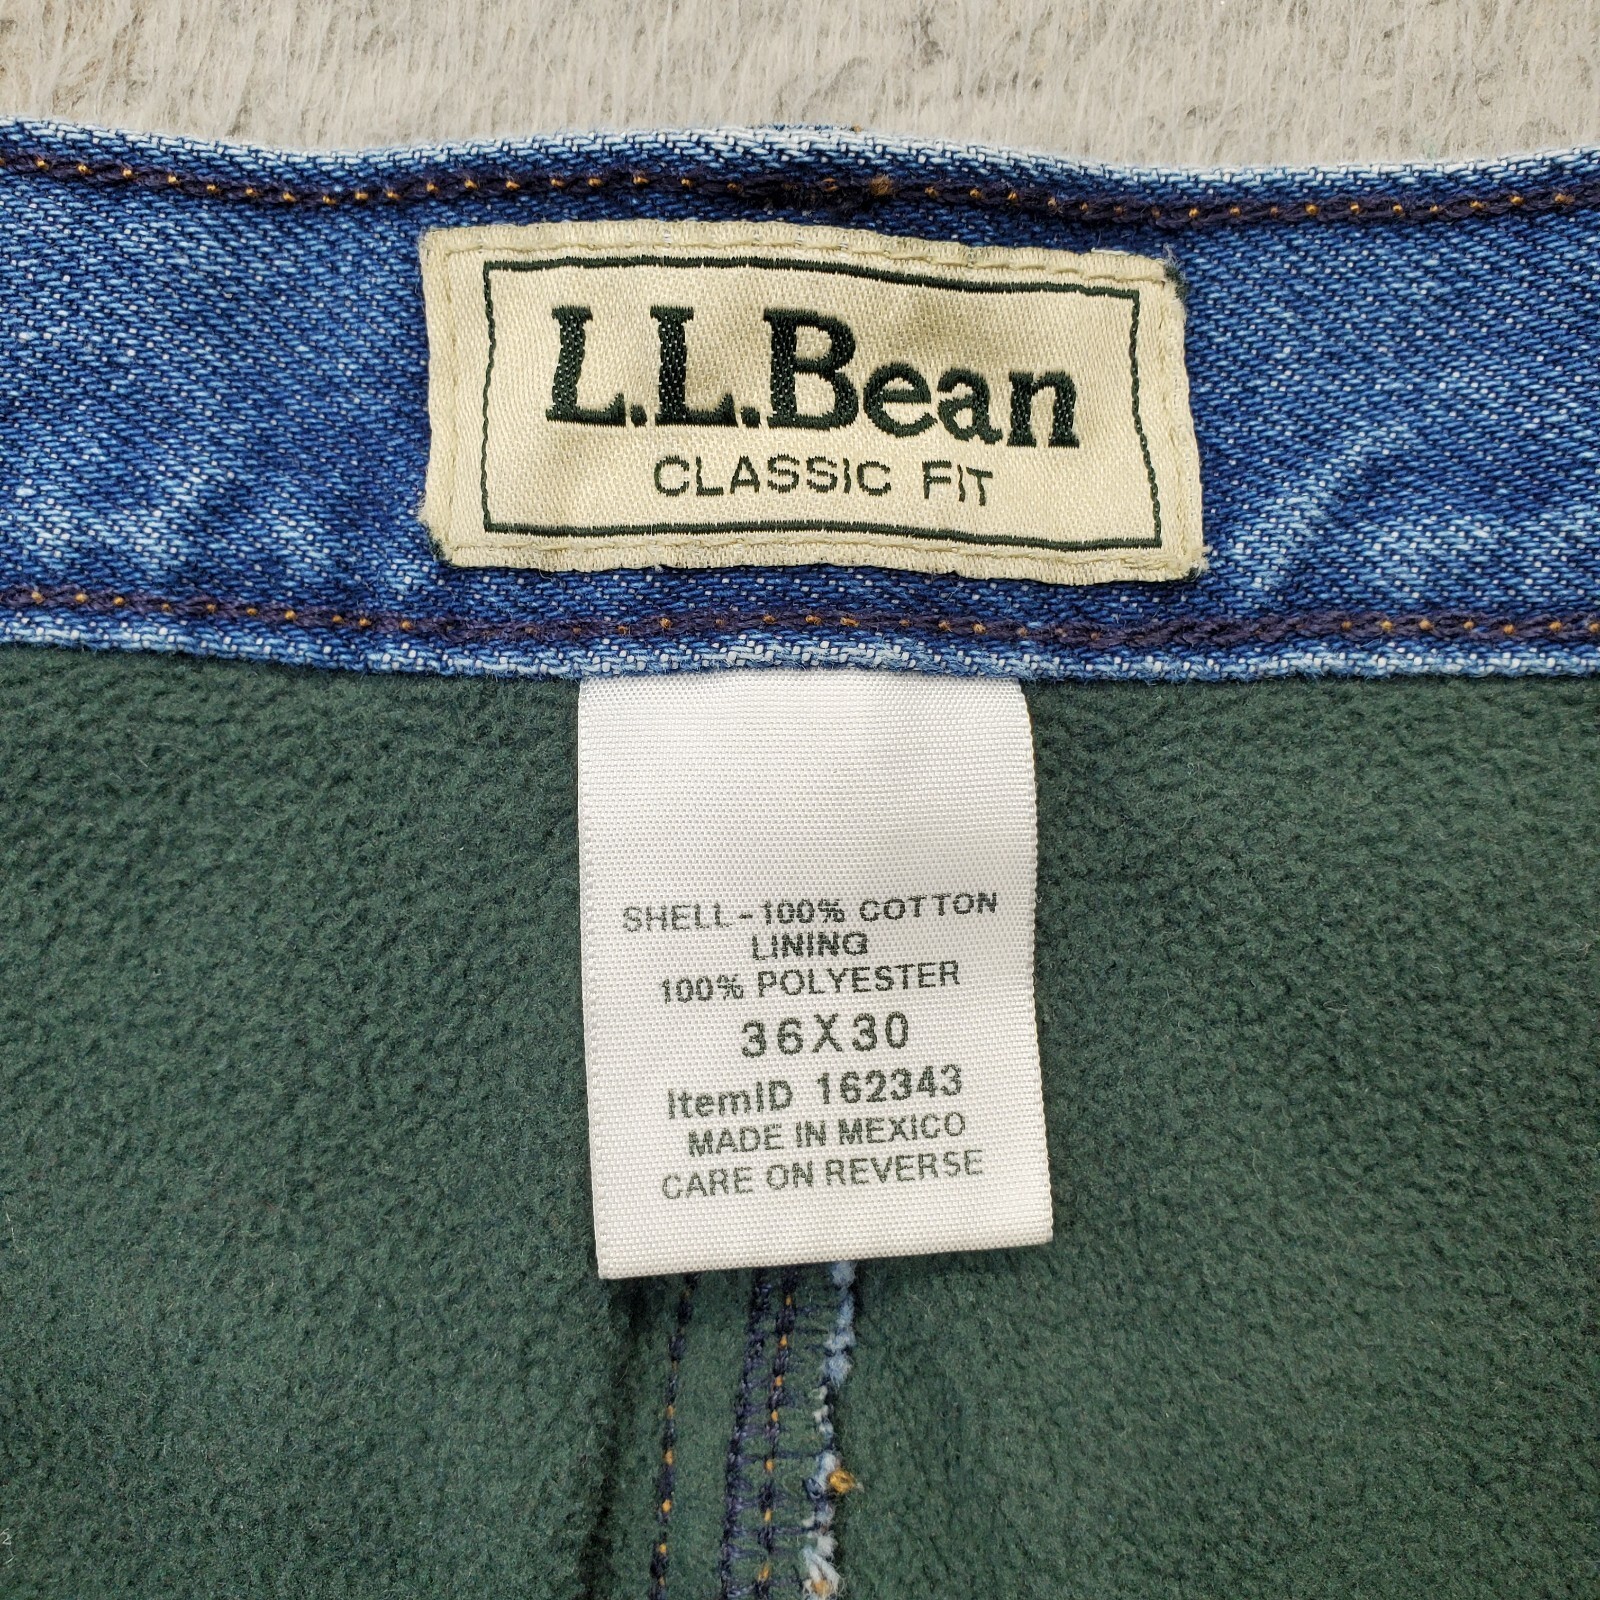 L.L.Bean
CLASSIC FIT
SHELL-100% COTTON
LINING
100% POLYESTER
36X30
ItemID 162343
MADE IN MEXICO
CARE ON REVERSE